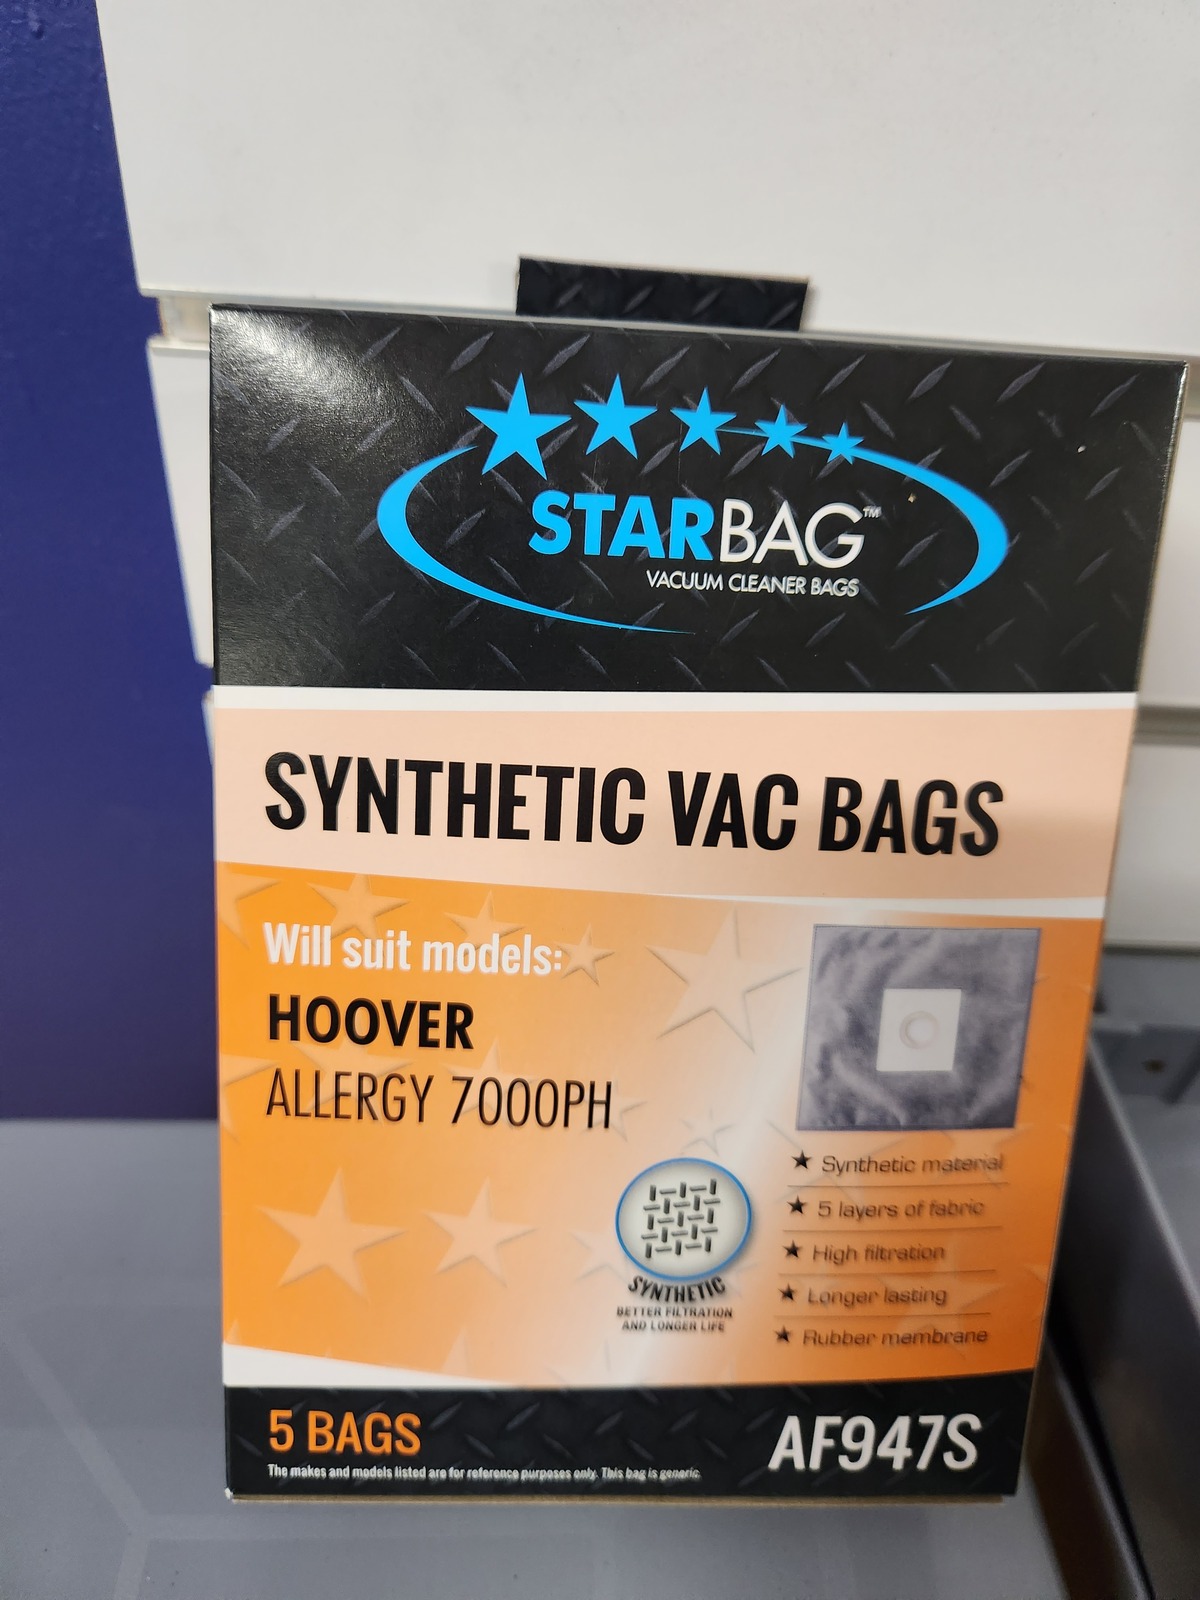 STARBAG™
VACUUM CLEANER BAGS
SYNTHETIC VAC BAGS
Will suit models:
HOOVER
ALLERGY 7000PH
Synthetic material
5 layers of fabric
High filtration
Longer lasting
Rubber membrane
SYNTHETIC
BETTER FILTRATION
AND LONGER LIFE
5 BAGS
The makes and models listed are for reference purposes only. This bag is generic.
AF947S